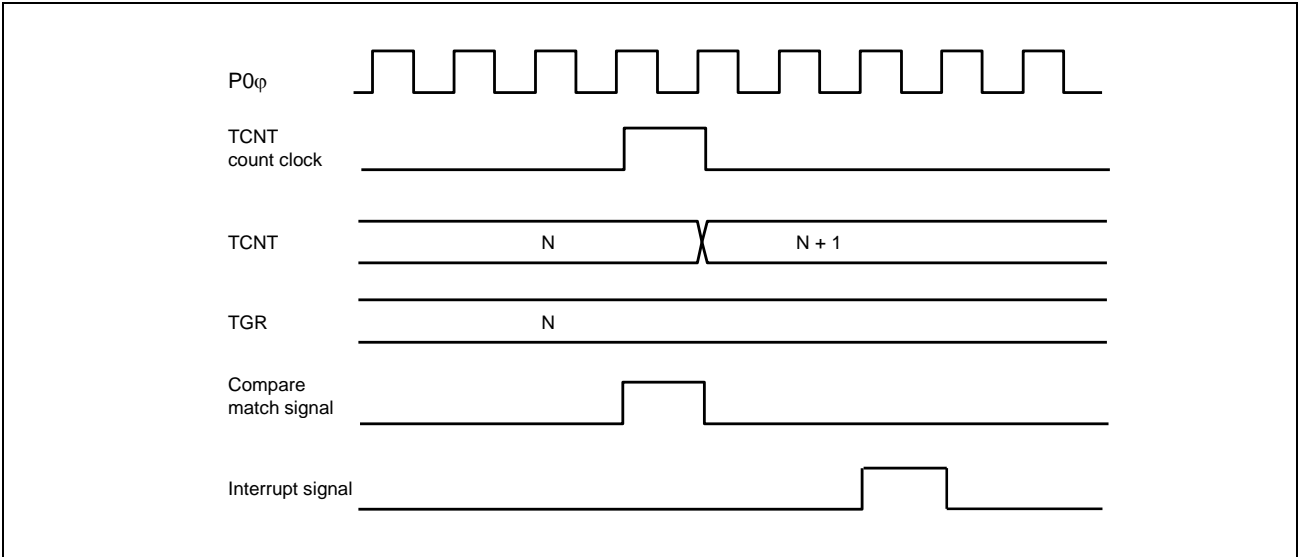 P0φ
TCNT
count clock
TCNT
N
N + 1
TGR
N
Compare
match signal
Interrupt signal